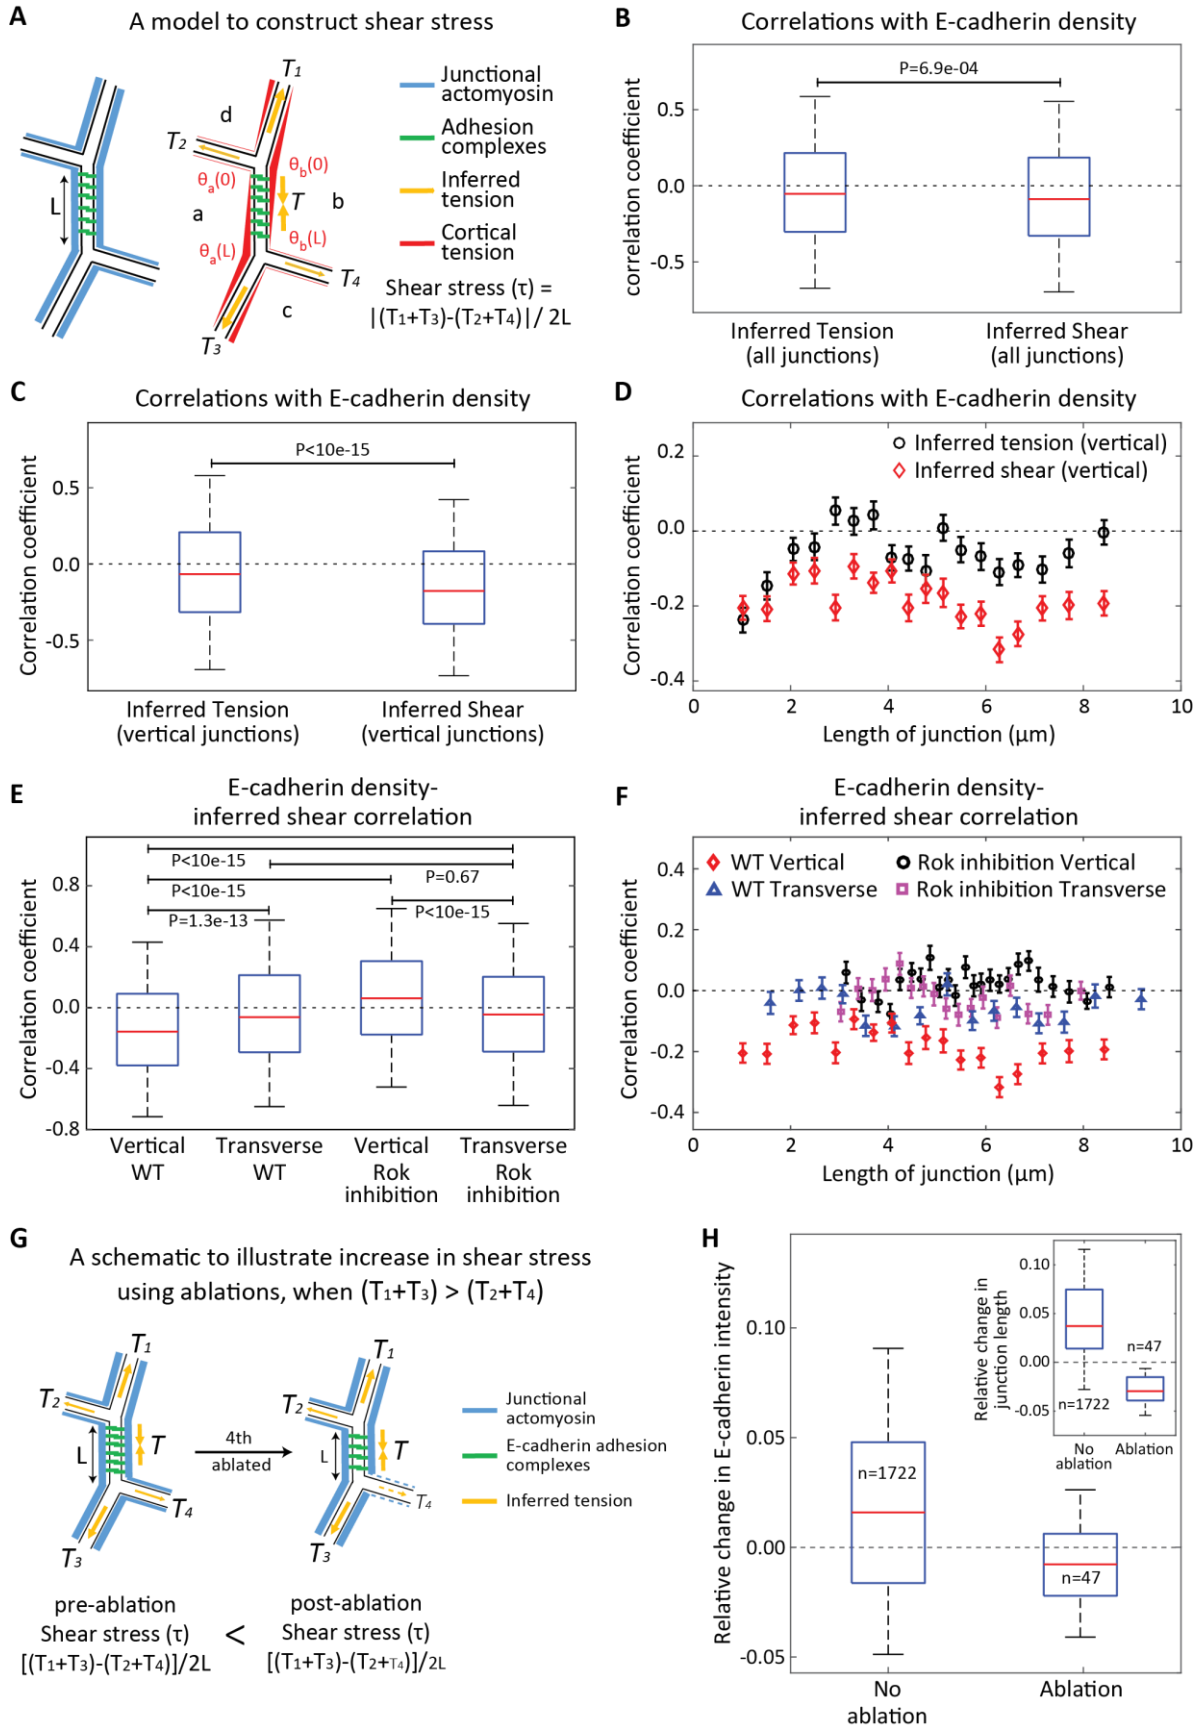 A
A model to construct shear stress
T1
d
T2
θa(0)
θb(0)
L
a
T
b
θa(L)
θb(L)
T4
c
T3
Junctional
actomyosin
Adhesion
complexes
Inferred
tension
Cortical
tension
Shear stress (τ) =
|(T1+T3)-(T2+T4)| / 2L
B
Correlations with E-cadherin density
P=6.9e-04
correlation coefficient
0.5
0.0
-0.5
Inferred Tension
(all junctions)
Inferred Shear
(all junctions)
C
Correlations with E-cadherin density
P<10e-15
Correlation coefficient
0.5
0.0
-0.5
Inferred Tension
(vertical junctions)
Inferred Shear
(vertical junctions)
D
Correlations with E-cadherin density
Inferred tension (vertical)
Inferred shear (vertical)
Correlation coefficient
0.2
0.0
-0.2
-0.4
0 2 4 6 8 10
Length of junction (μm)
E
E-cadherin density-
inferred shear correlation
P<10e-15
P=0.67
P<10e-15
P<10e-15
P=1.3e-13
Correlation coefficient
0.8
0.4
0.0
-0.4
-0.8
Vertical
WT
Transverse
WT
Vertical
Rok
inhibition
Transverse
Rok
inhibition
F
E-cadherin density-
inferred shear correlation
WT Vertical
Rok inhibition Vertical
WT Transverse
Rok inhibition Transverse
Correlation coefficient
0.4
0.2
0.0
-0.2
-0.4
0 2 4 6 8 10
Length of junction (μm)
G
A schematic to illustrate increase in shear stress
using ablations, when (T1+T3) > (T2+T4)
T1
T2
L
T
T4
T3
4th
ablated
T1
T2
L
T
T4
T3
Junctional
actomyosin
E-cadherin adhesion
complexes
Inferred tension
pre-ablation
Shear stress (τ)
[(T1+T3)-(T2+T4)]/2L
<
post-ablation
Shear stress (τ)
[(T1+T3)-(T2+T4)]/2L
H
Relative change in E-cadherin intensity
0.10
0.05
0.00
-0.05
n=1722
n=47
No
ablation
Ablation
Relative change in
junction length
0.10
0.05
0.00
-0.05
n=47
n=1722
No
ablation
Ablation